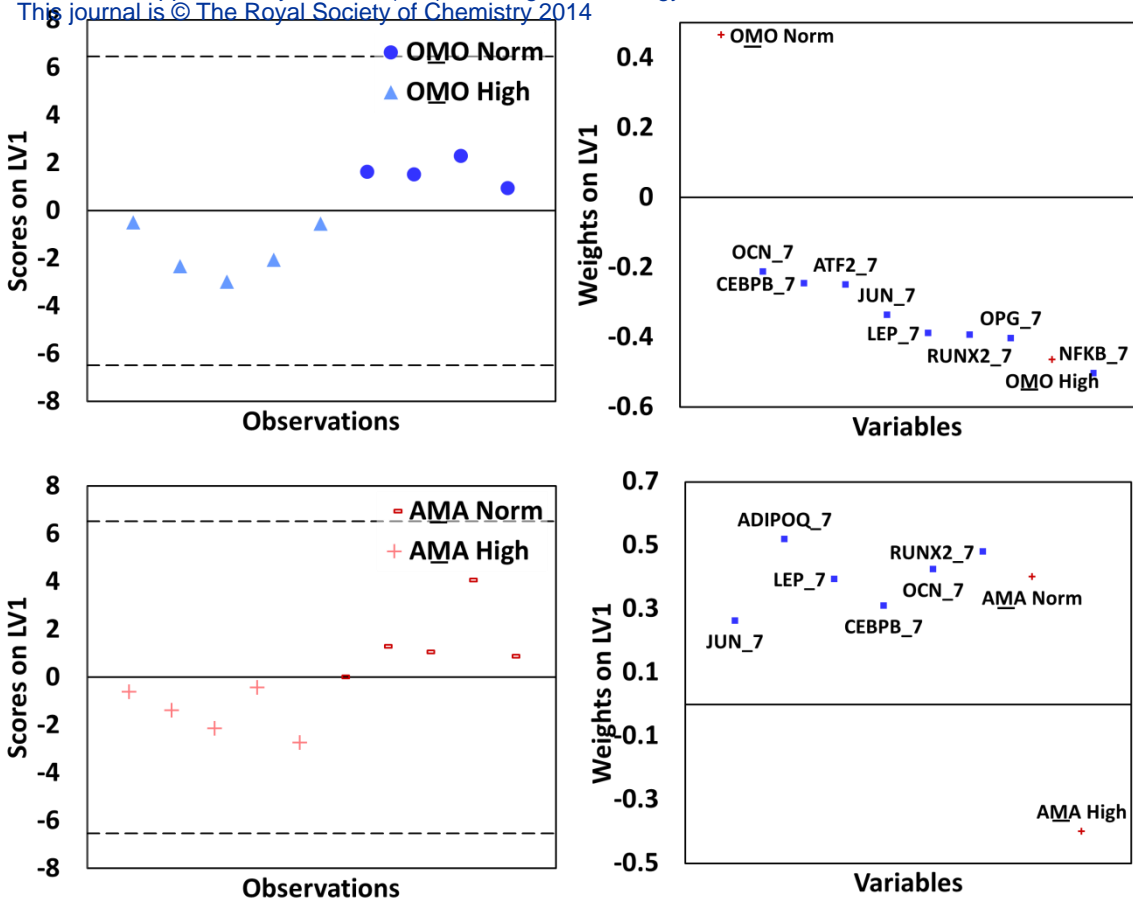 This journal is © The Royal Society of Chemistry 2014
8
6
4
2
0
-2
-4
-6
-8
Scores on LV1
Observations
OMO Norm
OMO High
0.4
0.2
0
-0.2
-0.4
-0.6
Weights on LV1
Variables
OMO Norm
OCN_7
CEBPB_7
ATF2_7
JUN_7
LEP_7
RUNX2_7
OPG_7
NFKB_7
OMO High
8
6
4
2
0
-2
-4
-6
-8
Scores on LV1
Observations
AMA Norm
AMA High
0.7
0.5
0.3
0.1
-0.1
-0.3
-0.5
Weights on LV1
Variables
ADIPOQ_7
RUNX2_7
LEP_7
OCN_7
AMA Norm
CEBPB_7
JUN_7
AMA High